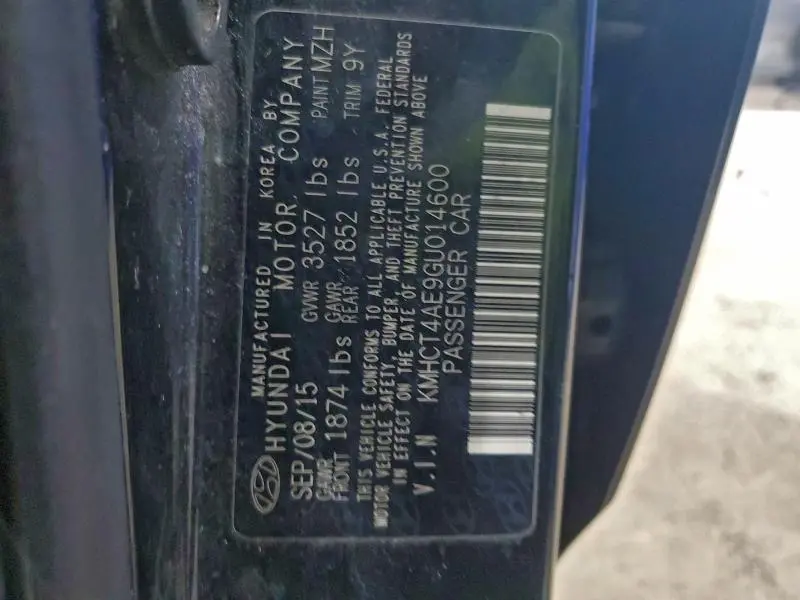 MANUFACTURED IN KOREA BY
HYUNDAI MOTOR COMPANY
SEP/08/15 GVWR 3527 lbs PAINT MZH
GAWR FRONT 1874 lbs GAWR REAR 1852 lbs TRIM 9Y
THIS VEHICLE CONFORMS TO ALL APPLICABLE U.S.A. FEDERAL
MOTOR VEHICLE SAFETY, BUMPER, AND THEFT PREVENTION STANDARDS
IN EFFECT ON THE DATE OF MANUFACTURE SHOWN ABOVE
V.I.N KMHCT4AE9GU014600
PASSENGER CAR